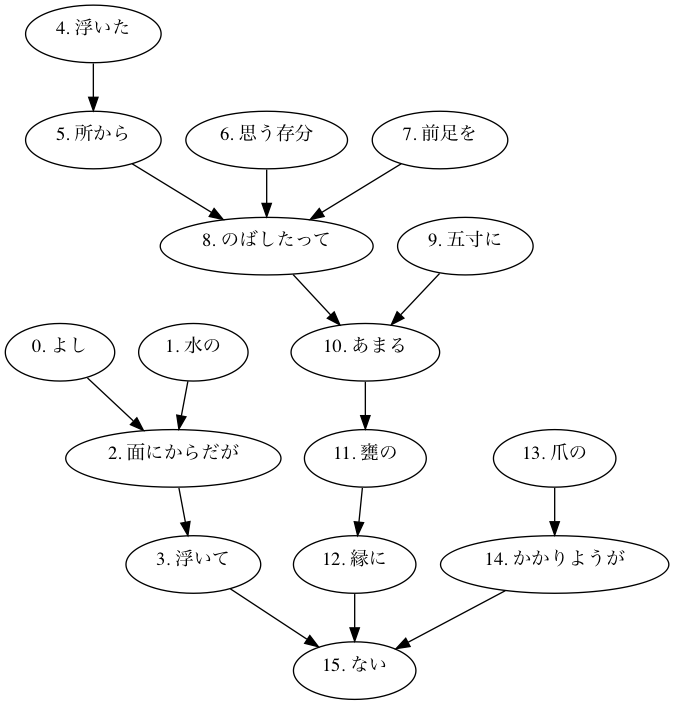 4. 浮いた
5. 所から
6. 思う存分
7. 前足を
8. のばしたって
9. 五寸に
0. よし
1. 水の
10. あまる
2. 面にからだが
11. 甕の
13. 爪の
3. 浮いて
12. 縁に
14. かかりようが
15. ない